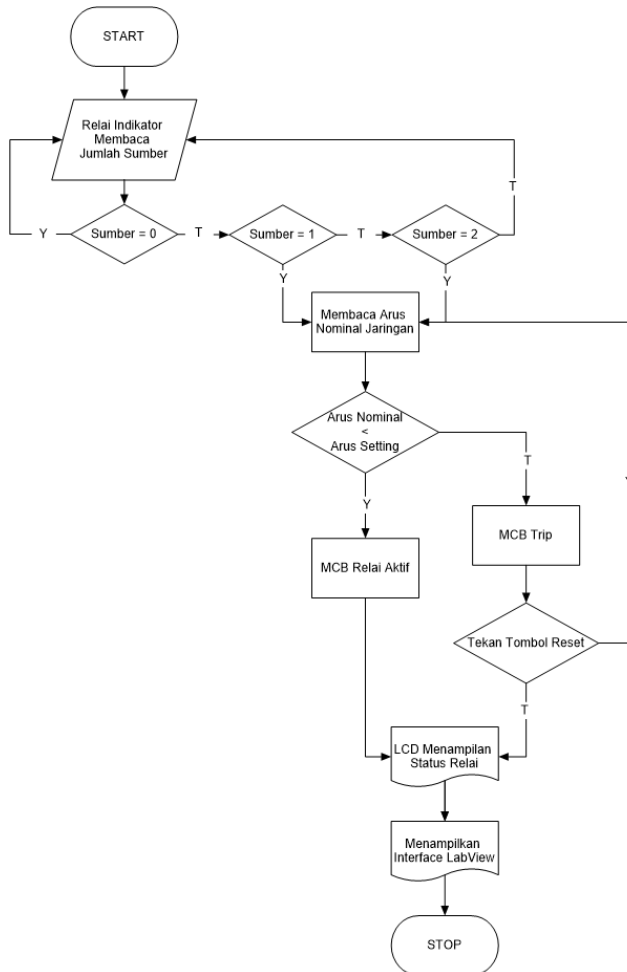 START
Relai Indikator
Membaca
Jumlah Sumber
T
Y
Sumber = 0
T
Sumber = 1
T
Sumber = 2
Y
Y
Membaca Arus
Nominal Jaringan
Arus Nominal
<
Arus Setting
T
Y
MCB Trip
MCB Relai Aktif
Tekan Tombol Reset
T
LCD Menampilan
Status Relai
Menampilkan
Interface LabView
STOP